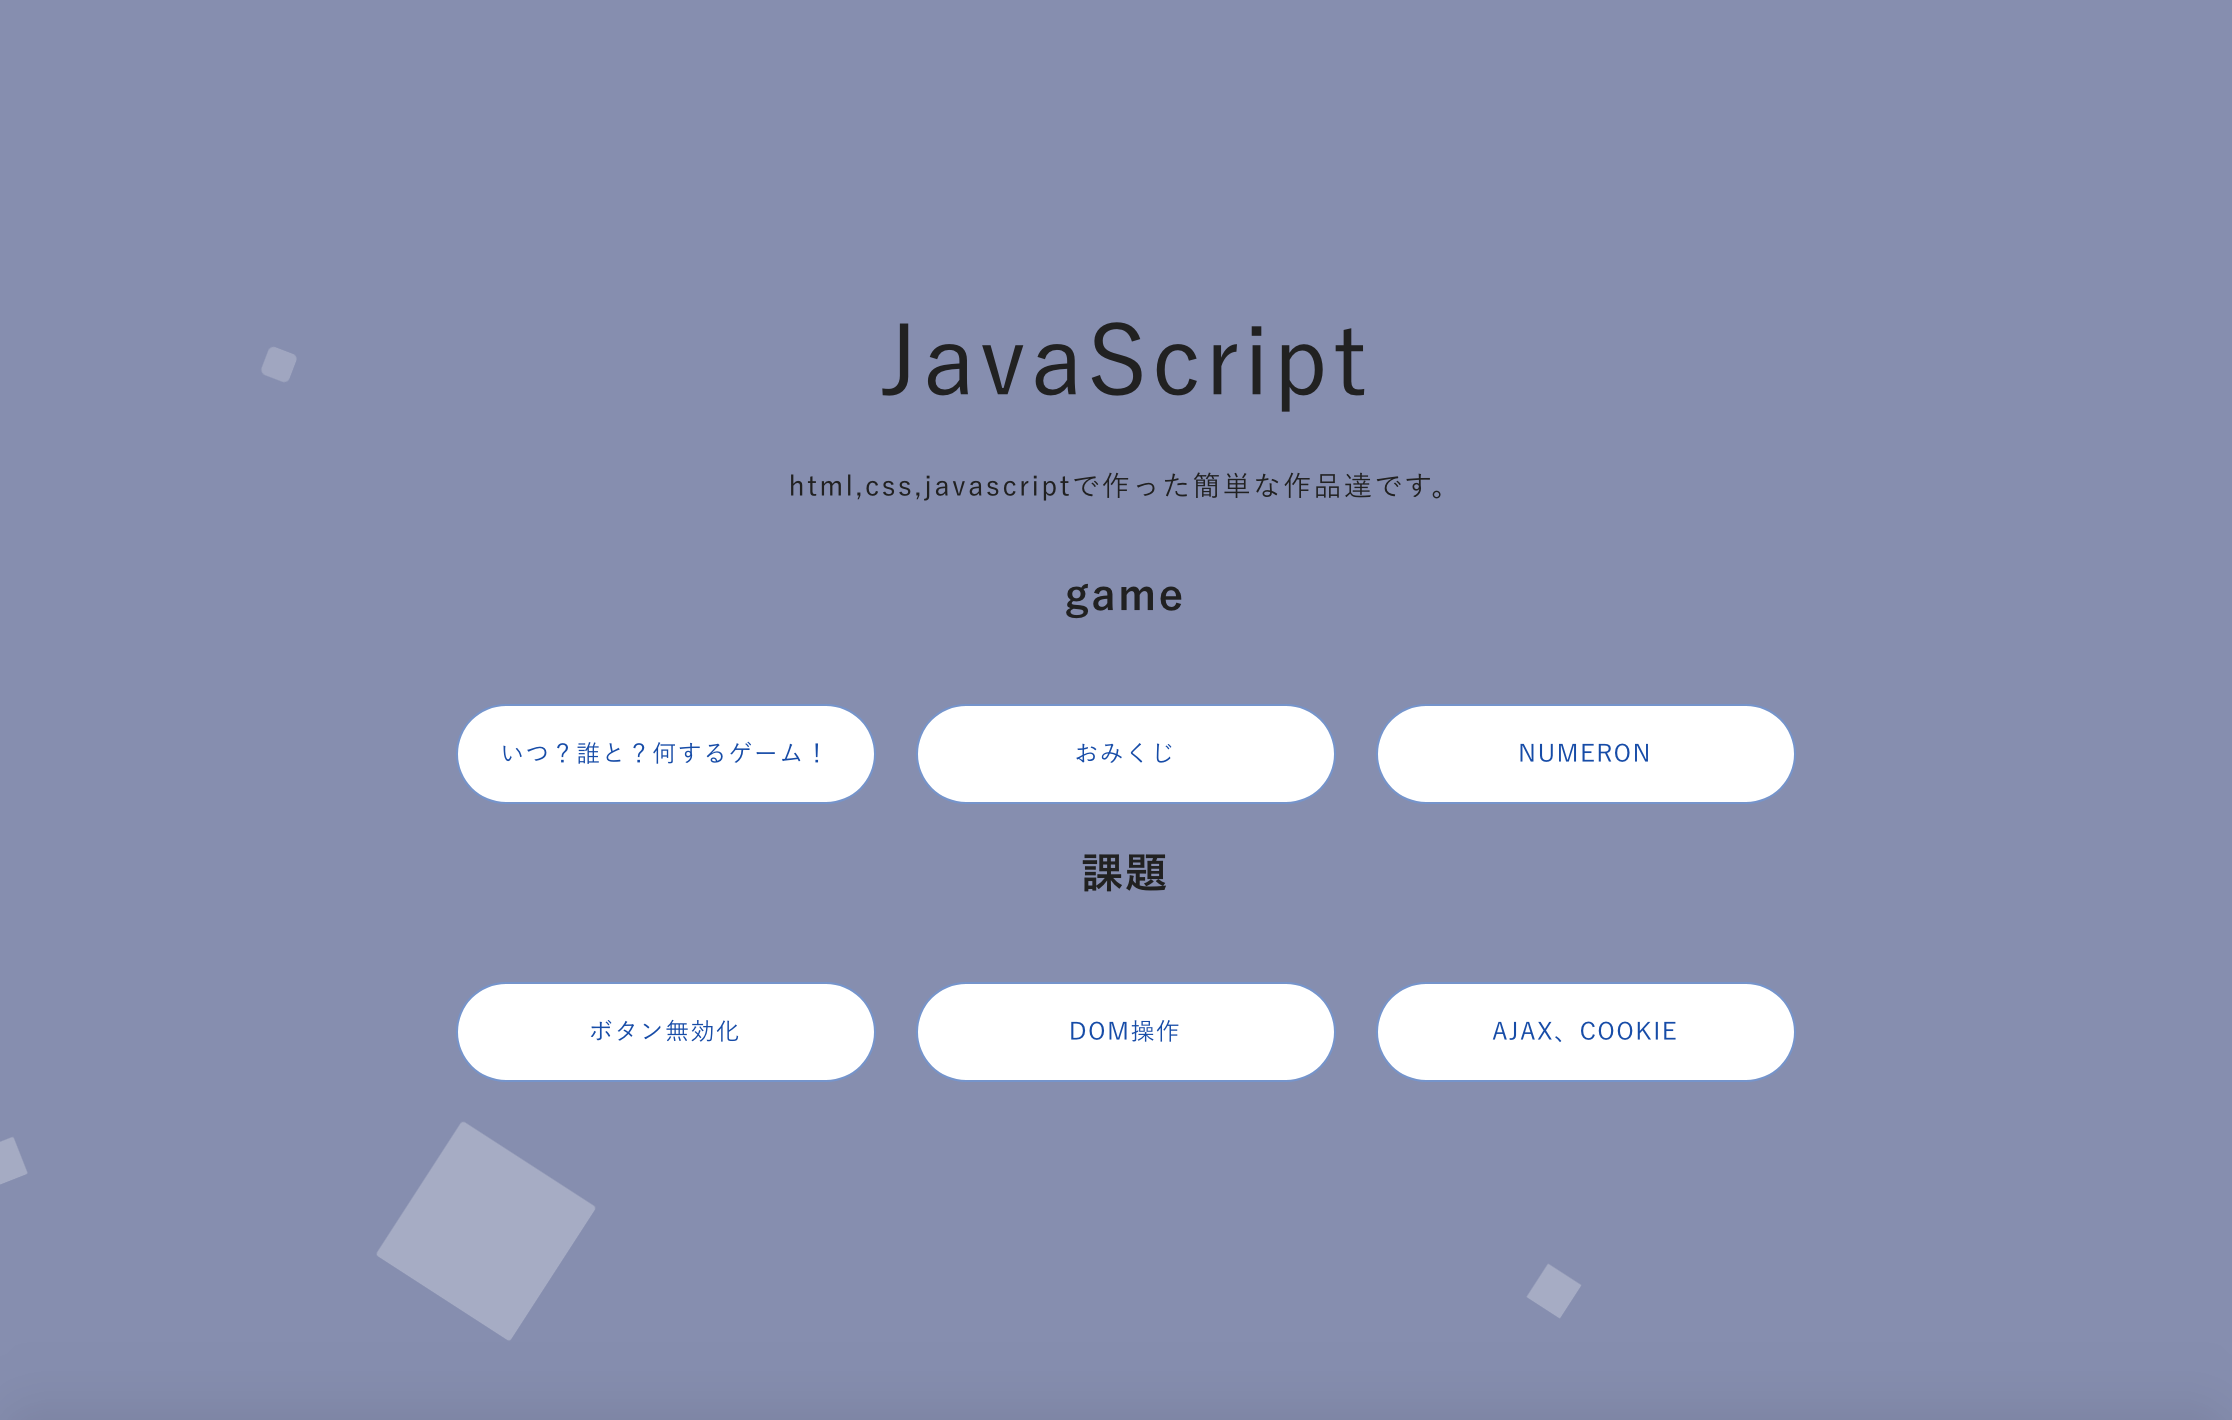 JavaScript
html,css,javascriptで作った簡単な作品達です。
game
いつ？誰と？何するゲーム！
おみくじ
NUMERON
課題
ボタン無効化
DOM操作
AJAX、COOKIE